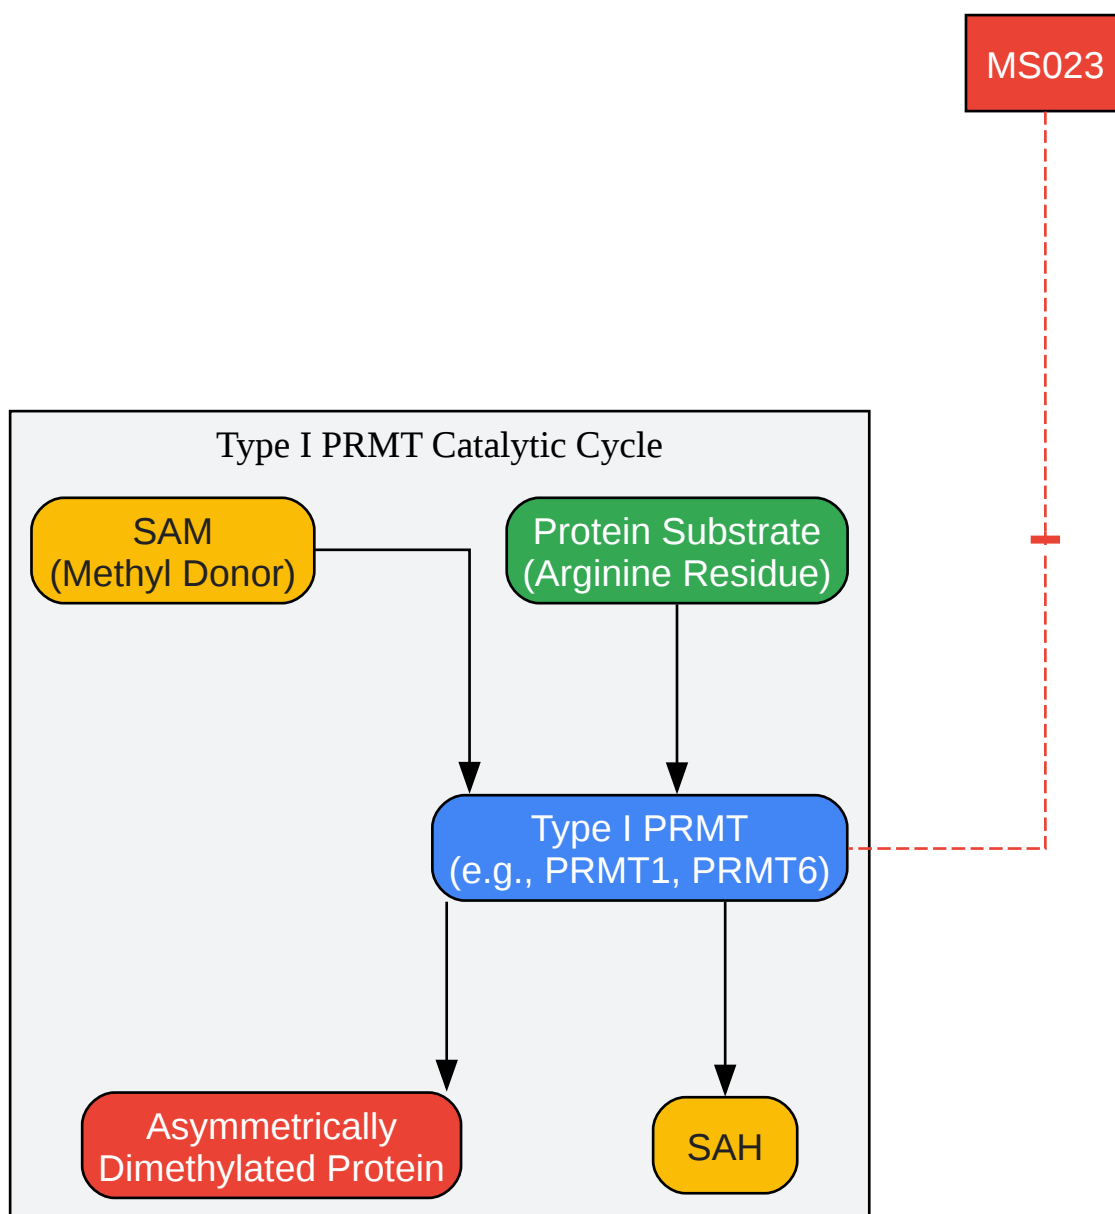 MS023
Type I PRMT Catalytic Cycle
SAM
(Methyl Donor)
Protein Substrate
(Arginine Residue)
Type I PRMT
(e.g., PRMT1, PRMT6)
Asymmetrically
Dimethylated Protein
SAH